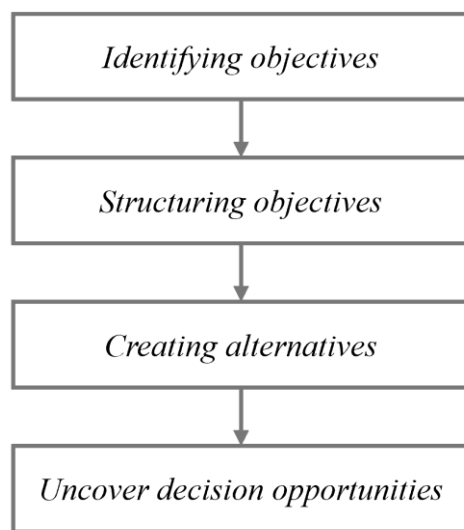 Identifying objectives
Structuring objectives
Creating alternatives
Uncover decision opportunities